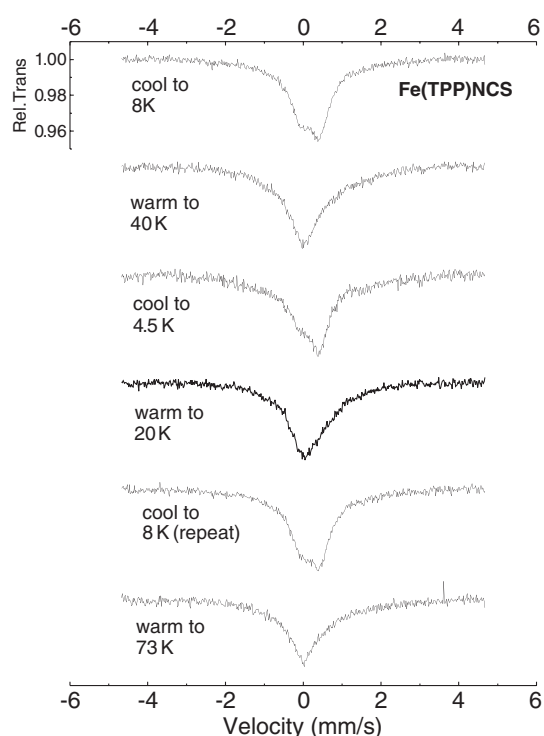 -6 -4 -2 0 2 4 6
1.00
0.98
0.96
Rel.Trans
cool to
8K
Fe(TPP)NCS
warm to
40 K
cool to
4.5 K
warm to
20 K
cool to
8 K (repeat)
warm to
73 K
-6 -4 -2 0 2 4 6
Velocity (mm/s)